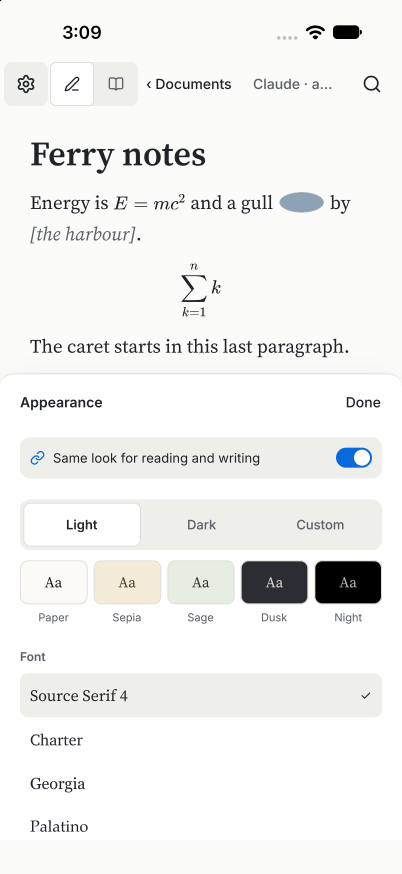 3:09
‹ Documents Claude · a...
Ferry notes
Energy is E = mc² and a gull by
[the harbour].
n
∑ k
k=1
The caret starts in this last paragraph.
Appearance Done
Same look for reading and writing
Light Dark Custom
Aa Aa Aa Aa Aa
Paper Sepia Sage Dusk Night
Font
Source Serif 4
Charter
Georgia
Palatino